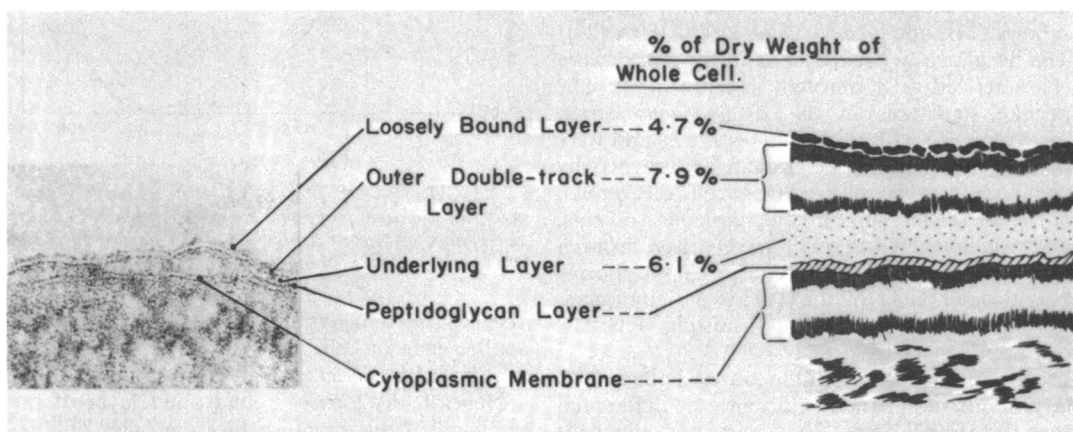 % of Dry Weight of
Whole Cell.
Loosely Bound Layer --- 4·7%
Outer Double-track --- 7·9%
Layer
Underlying Layer --- 6·1%
Peptidoglycan Layer
Cytoplasmic Membrane